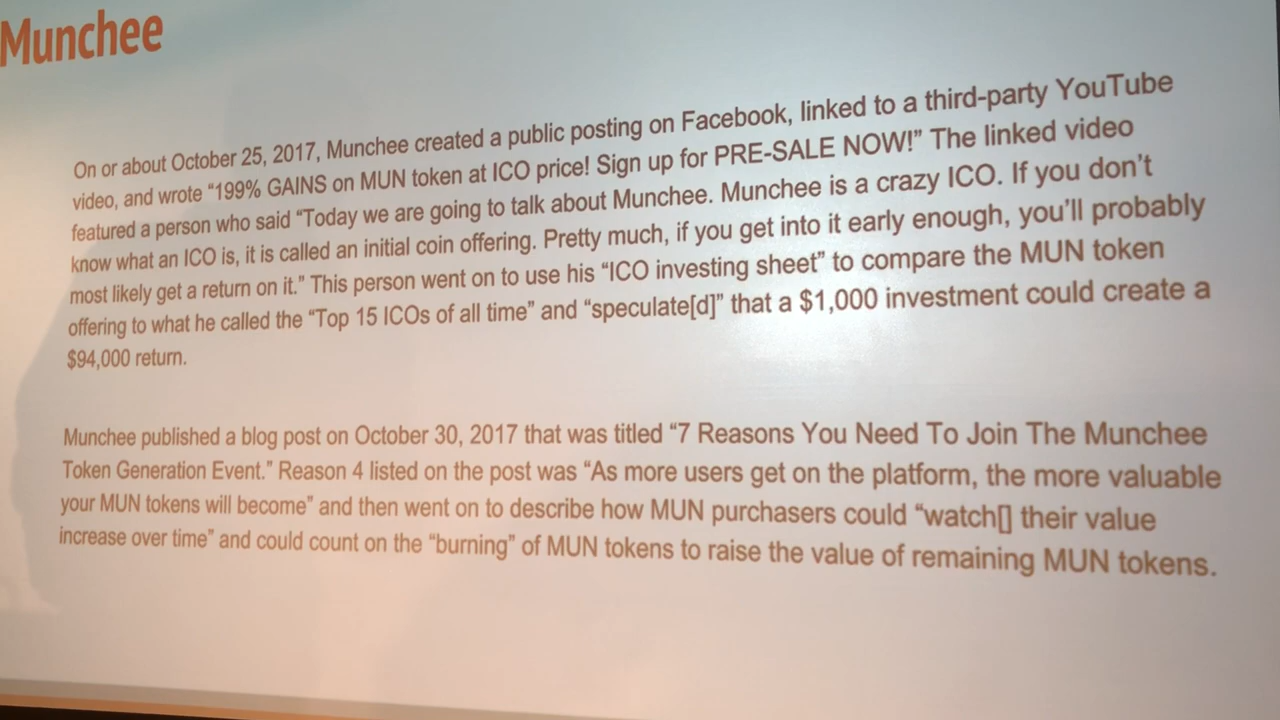 Munchee
On or about October 25, 2017, Munchee created a public posting on Facebook, linked to a third-party YouTube
video, and wrote “199% GAINS on MUN token at ICO price! Sign up for PRE-SALE NOW!” The linked video
featured a person who said “Today we are going to talk about Munchee. Munchee is a crazy ICO. If you don’t
know what an ICO is, it is called an initial coin offering. Pretty much, if you get into it early enough, you’ll probably
most likely get a return on it.” This person went on to use his “ICO investing sheet” to compare the MUN token
offering to what he called the “Top 15 ICOs of all time” and “speculate[d]” that a $1,000 investment could create a
$94,000 return.
Munchee published a blog post on October 30, 2017 that was titled “7 Reasons You Need To Join The Munchee
Token Generation Event.” Reason 4 listed on the post was “As more users get on the platform, the more valuable
your MUN tokens will become” and then went on to describe how MUN purchasers could “watch[] their value
increase over time” and could count on the “burning” of MUN tokens to raise the value of remaining MUN tokens.